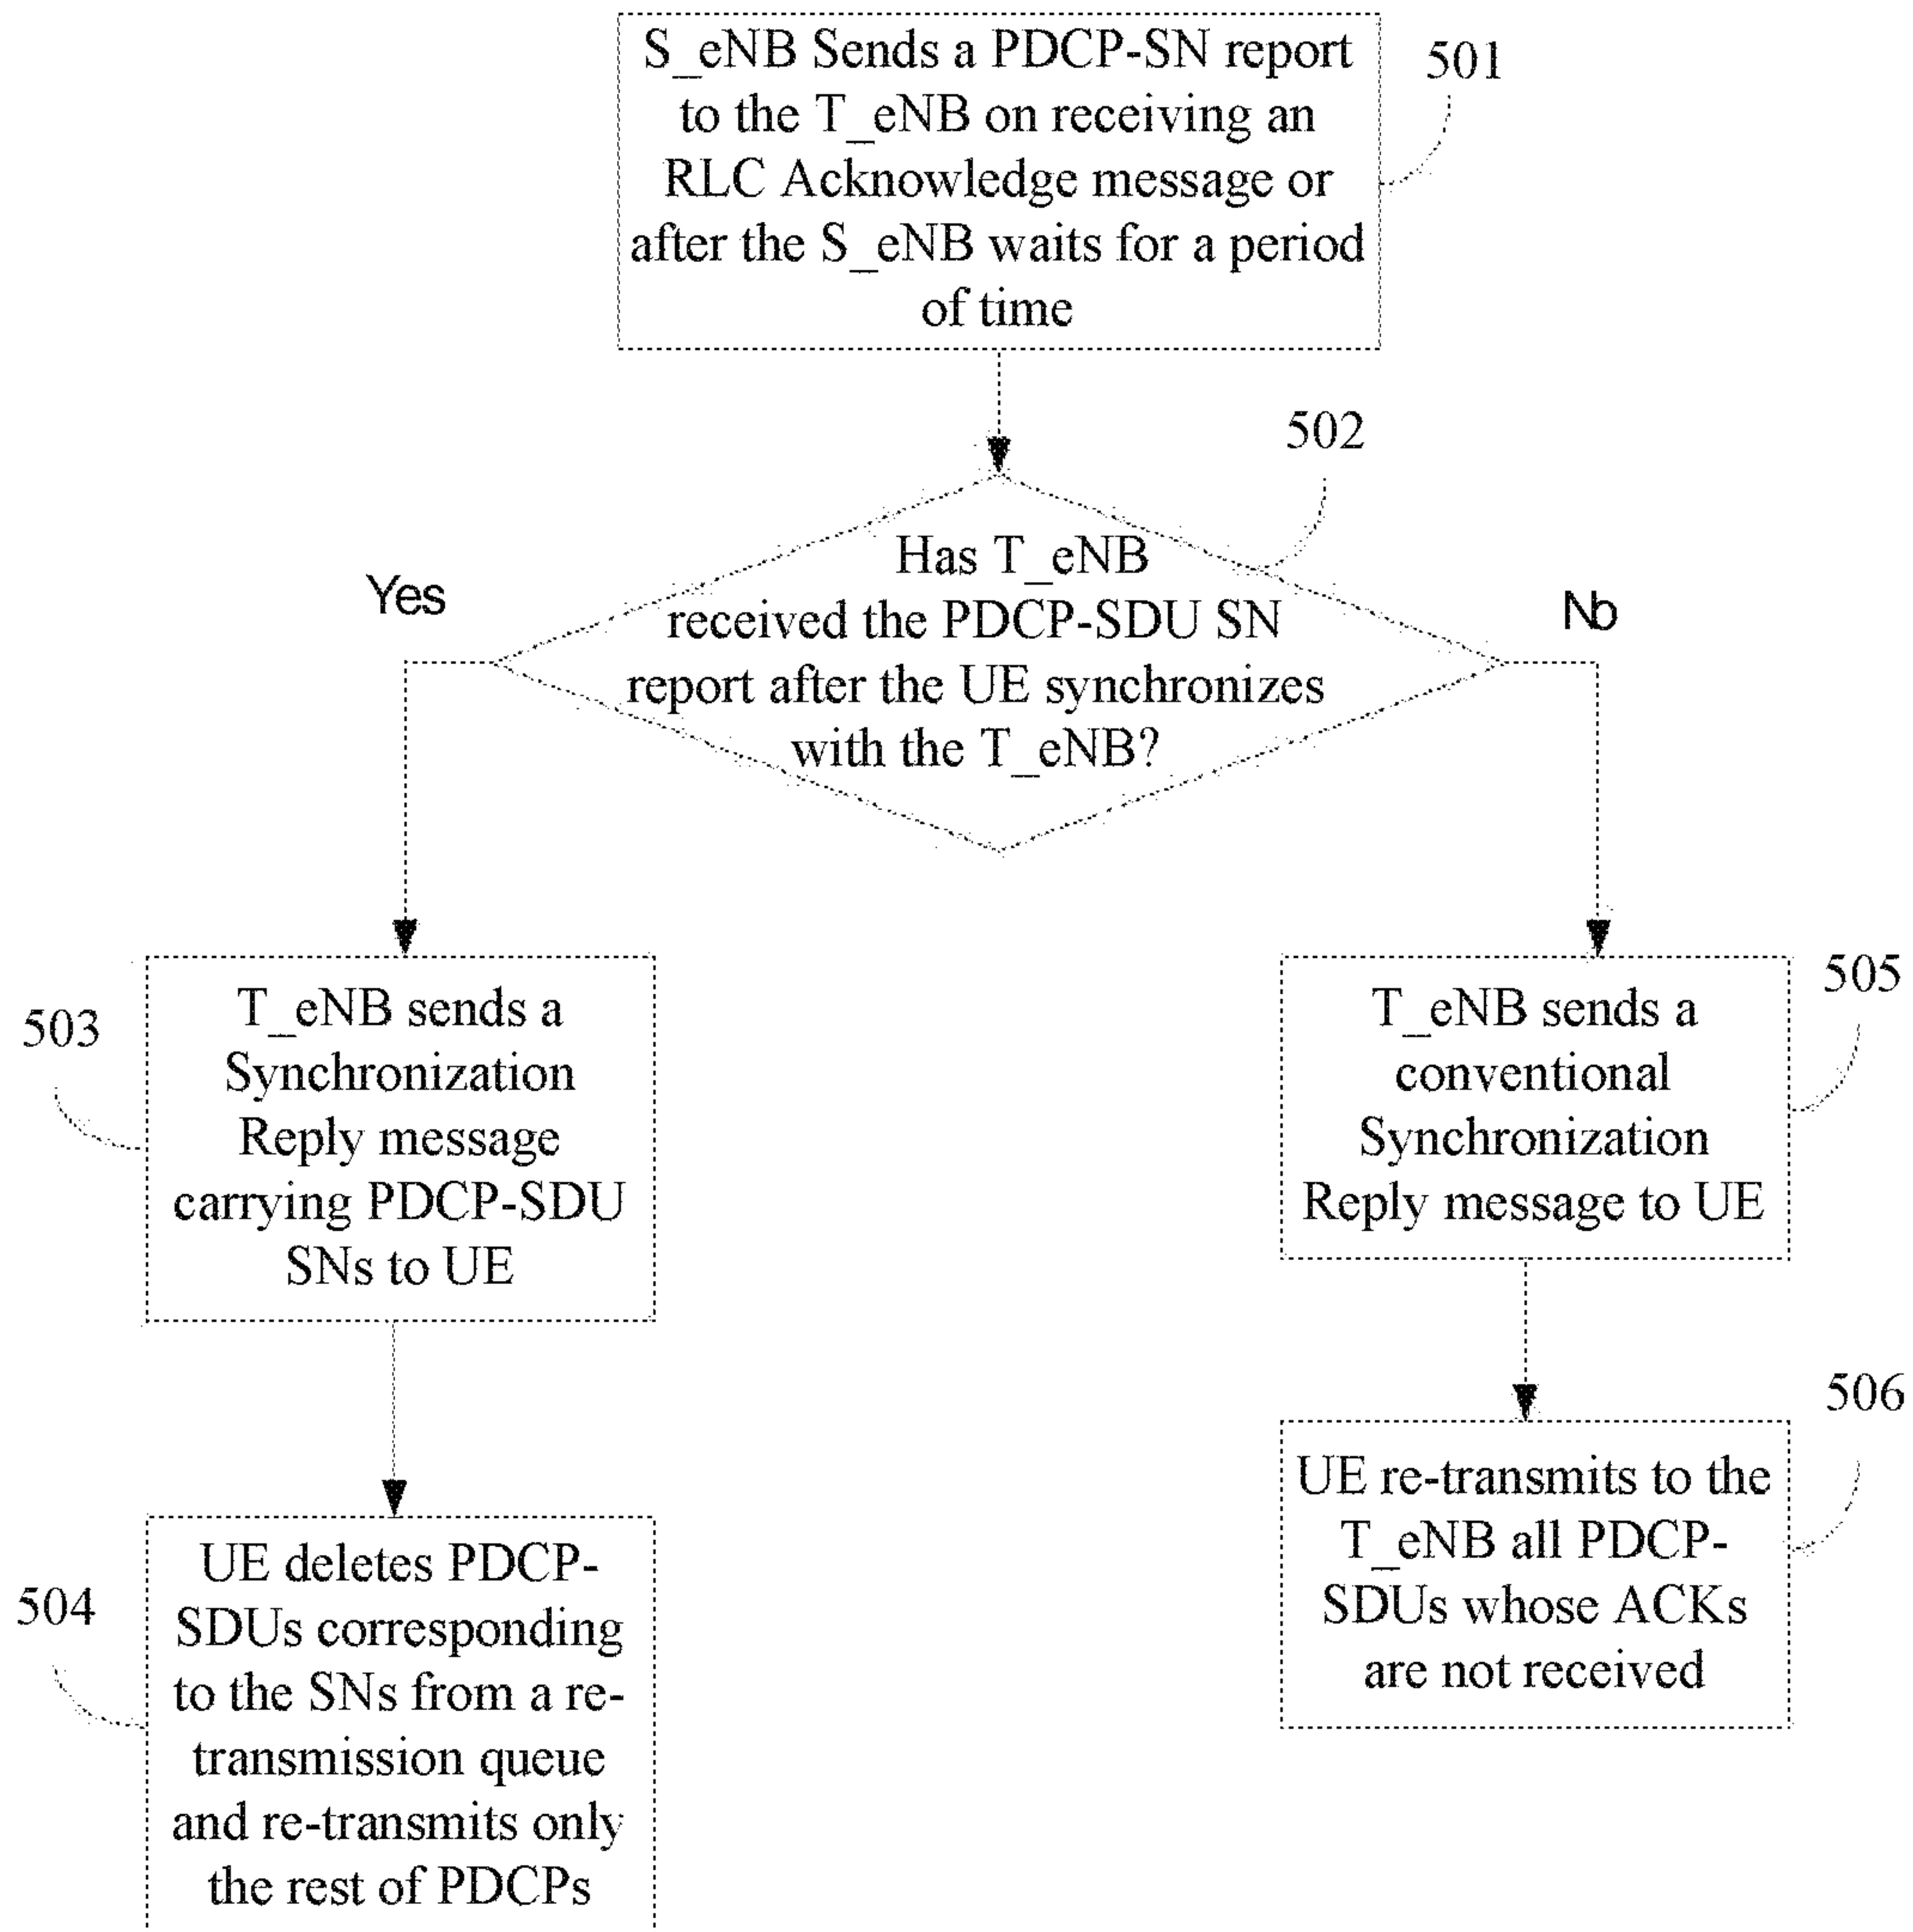 S_eNB Sends a PDCP-SN report
to the T_eNB on receiving an
RLC Acknowledge message or
after the S_eNB waits for a period
of time
501
502
Has T_eNB
received the PDCP-SDU SN
report after the UE synchronizes
with the T_eNB?
Yes
No
503
T_eNB sends a
Synchronization
Reply message
carrying PDCP-SDU
SNs to UE
505
T_eNB sends a
conventional
Synchronization
Reply message to UE
504
UE deletes PDCP-
SDUs corresponding
to the SNs from a re-
transmission queue
and re-transmits only
the rest of PDCPs
506
UE re-transmits to the
T_eNB all PDCP-
SDUs whose ACKs
are not received